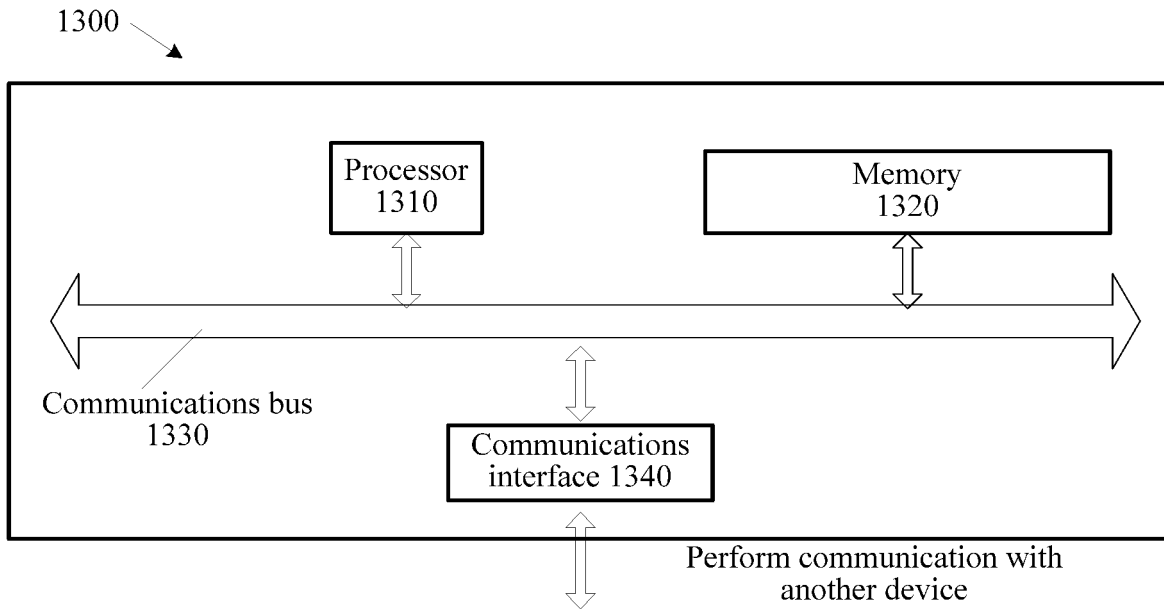 1300
Processor
1310
Memory
1320
Communications bus
1330
Communications
interface 1340
Perform communication with
another device